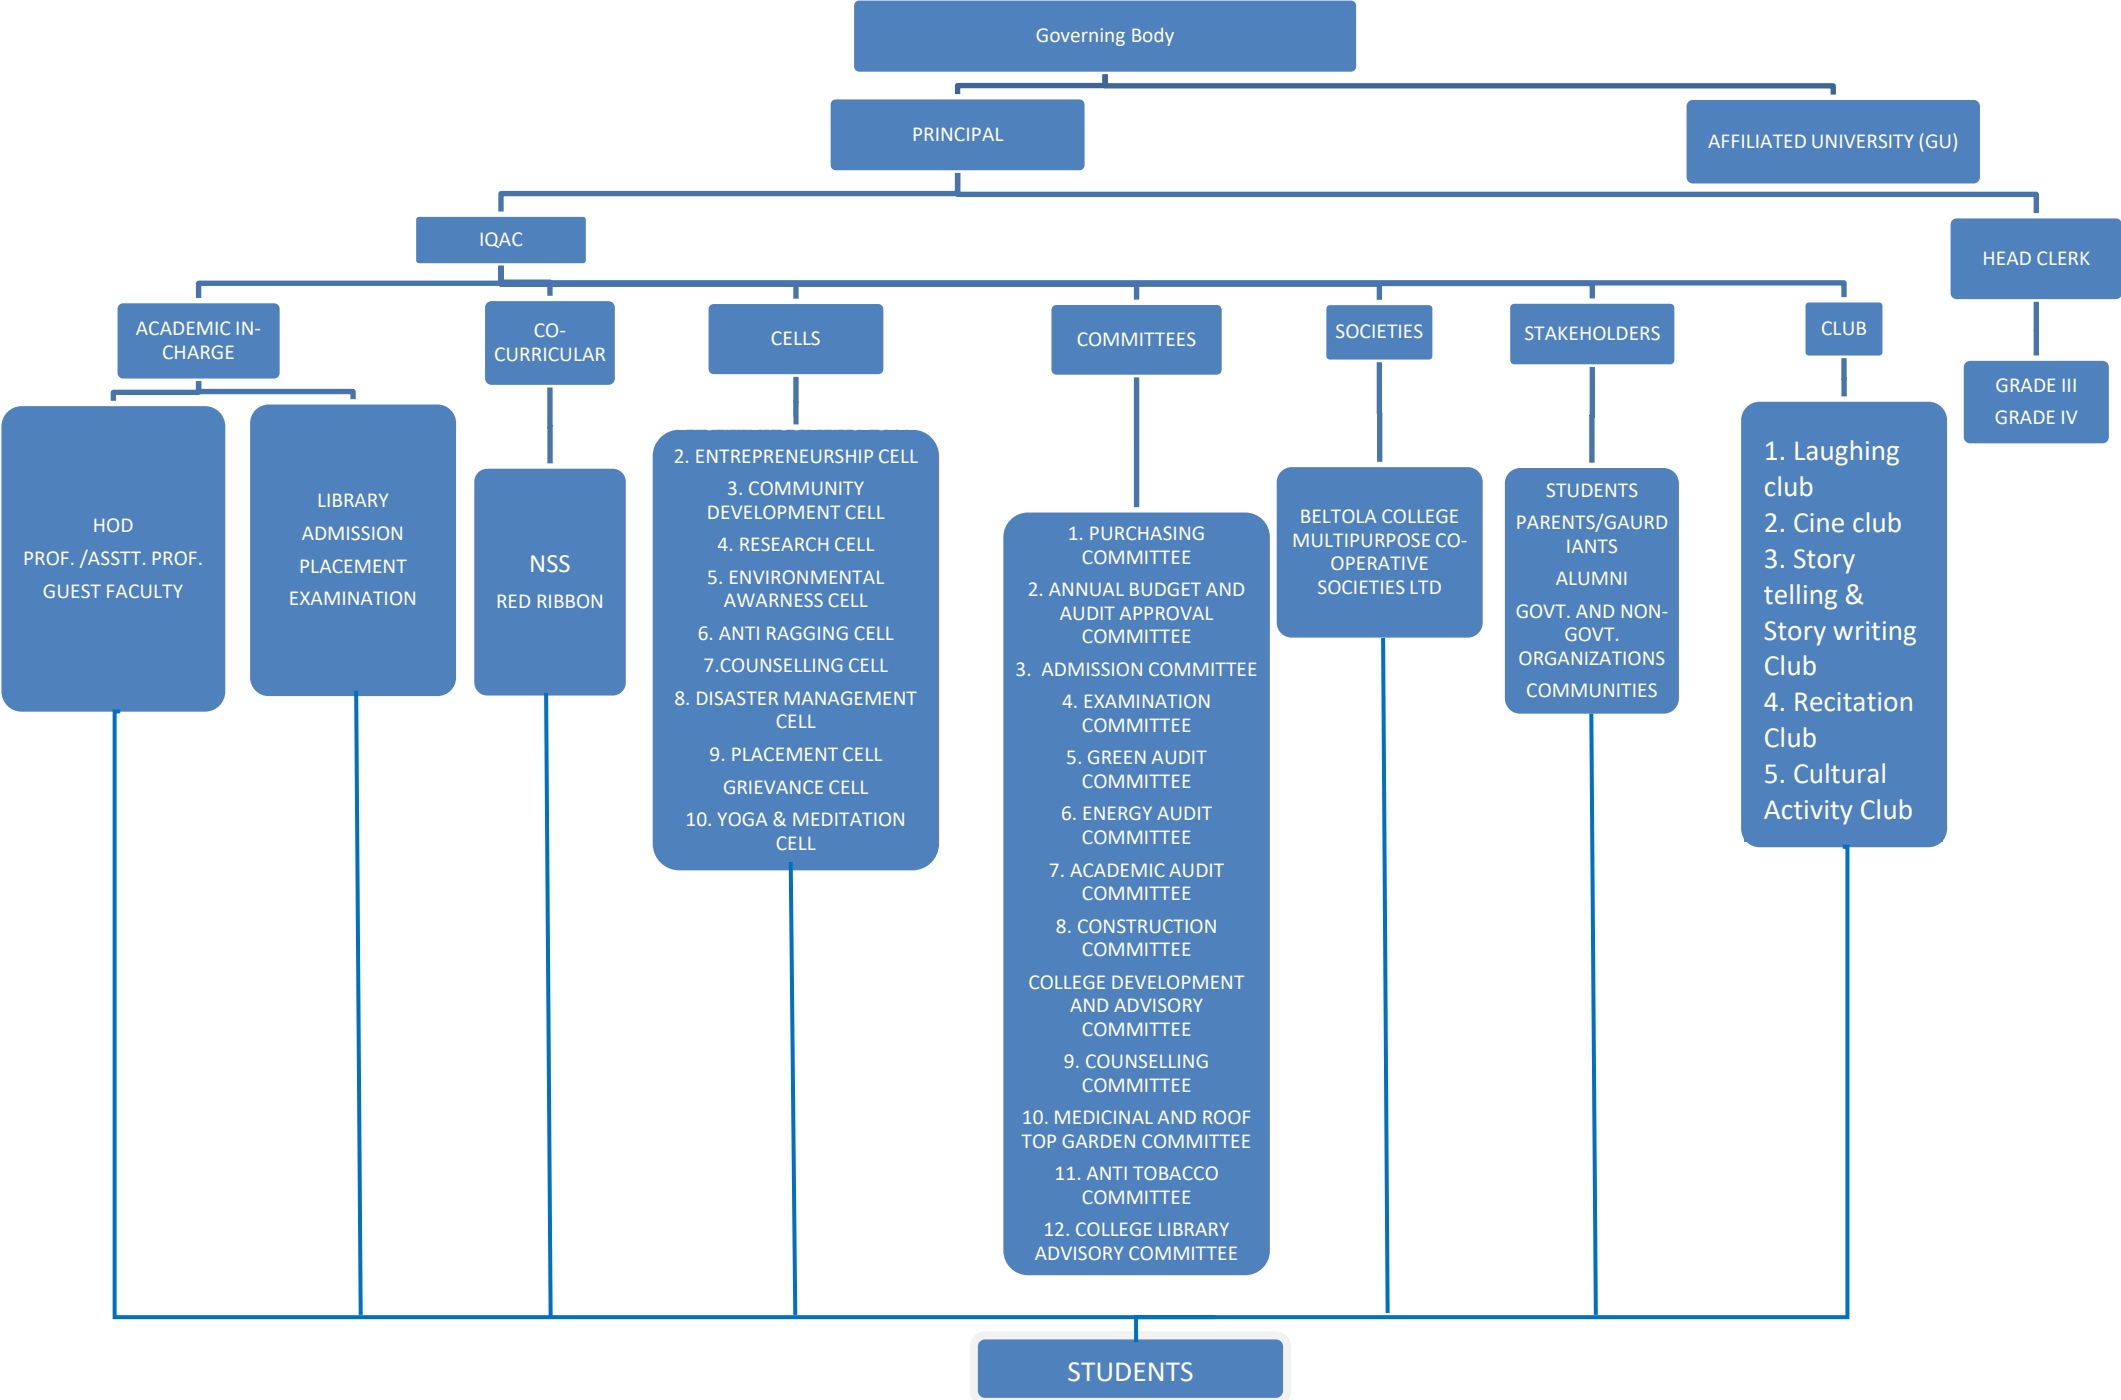 Governing Body
PRINCIPAL
AFFILIATED UNIVERSITY (GU)
IQAC
HEAD CLERK
ACADEMIC IN-
CHARGE
CO-
CURRICULAR
CELLS
COMMITTEES
SOCIETIES
STAKEHOLDERS
CLUB
GRADE III
GRADE IV
HOD
PROF. /ASSTT. PROF.
GUEST FACULTY
LIBRARY
ADMISSION
PLACEMENT
EXAMINATION
NSS
RED RIBBON
2. ENTREPRENEURSHIP CELL
3. COMMUNITY
DEVELOPMENT CELL
4. RESEARCH CELL
5. ENVIRONMENTAL
AWARNESS CELL
6. ANTI RAGGING CELL
7.COUNSELLING CELL
8. DISASTER MANAGEMENT
CELL
9. PLACEMENT CELL
GRIEVANCE CELL
10. YOGA & MEDITATION
CELL
1. PURCHASING
COMMITTEE
2. ANNUAL BUDGET AND
AUDIT APPROVAL
COMMITTEE
3.  ADMISSION COMMITTEE
4. EXAMINATION
COMMITTEE
5. GREEN AUDIT
COMMITTEE
6. ENERGY AUDIT
COMMITTEE
7. ACADEMIC AUDIT
COMMITTEE
8. CONSTRUCTION
COMMITTEE
COLLEGE DEVELOPMENT
AND ADVISORY
COMMITTEE
9. COUNSELLING
COMMITTEE
10. MEDICINAL AND ROOF
TOP GARDEN COMMITTEE
11. ANTI TOBACCO
COMMITTEE
12. COLLEGE LIBRARY
ADVISORY COMMITTEE
BELTOLA COLLEGE
MULTIPURPOSE CO-
OPERATIVE
SOCIETIES LTD
STUDENTS
PARENTS/GAURD
IANTS
ALUMNI
GOVT. AND NON-
GOVT.
ORGANIZATIONS
COMMUNITIES
1. Laughing
club
2. Cine club
3. Story
telling &
Story writing
Club
4. Recitation
Club
5. Cultural
Activity Club
STUDENTS